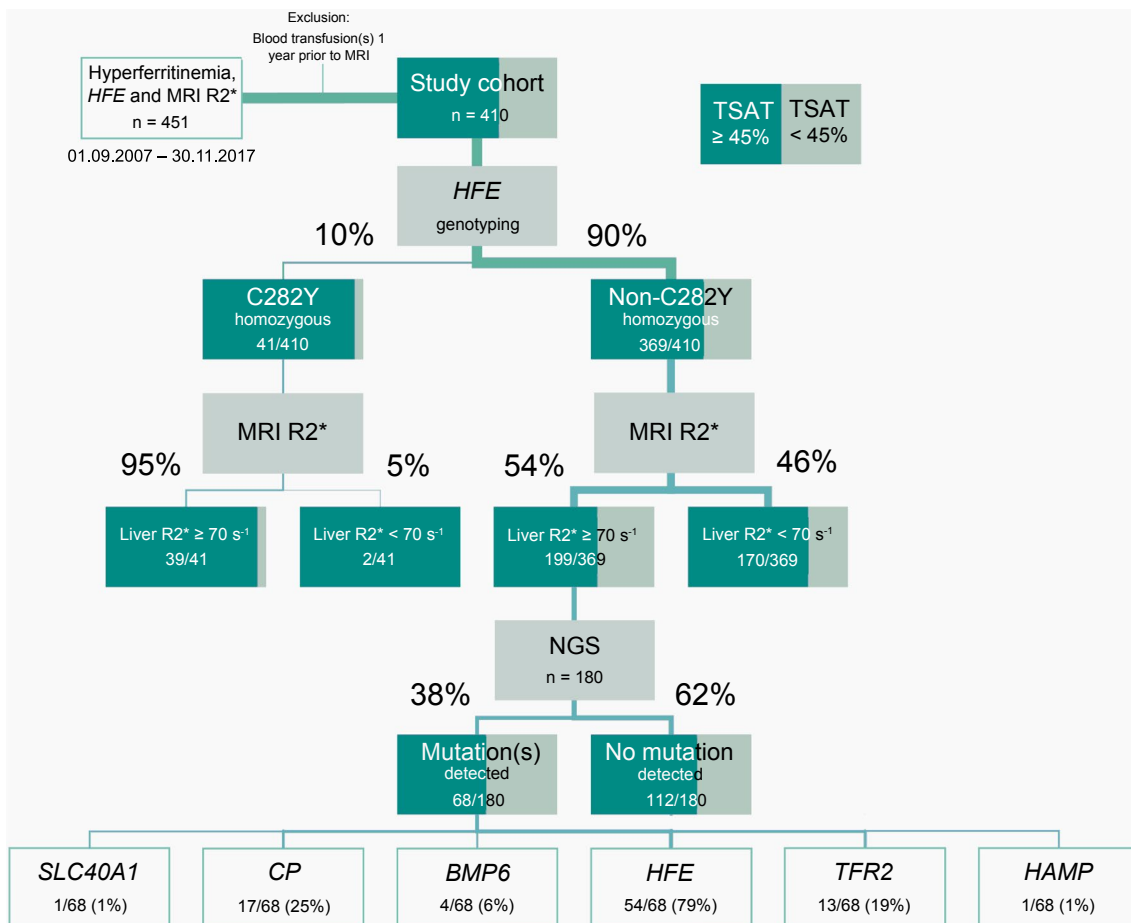 Exclusion:
Blood transfusion(s) 1
year prior to MRI
Hyperferritinemia,
HFE and MRI R2*
n = 451
01.09.2007 – 30.11.2017
Study cohort
n = 410
TSAT
≥ 45%
TSAT
< 45%
HFE
genotyping
10%
90%
C282Y
homozygous
41/410
Non-C282Y
homozygous
369/410
MRI R2*
MRI R2*
95%
5%
54%
46%
Liver R2* ≥ 70 s⁻¹
39/41
Liver R2* < 70 s⁻¹
2/41
Liver R2* ≥ 70 s⁻¹
199/369
Liver R2* < 70 s⁻¹
170/369
NGS
n = 180
38%
62%
Mutation(s)
detected
68/180
No mutation
detected
112/180
SLC40A1
1/68 (1%)
CP
17/68 (25%)
BMP6
4/68 (6%)
HFE
54/68 (79%)
TFR2
13/68 (19%)
HAMP
1/68 (1%)